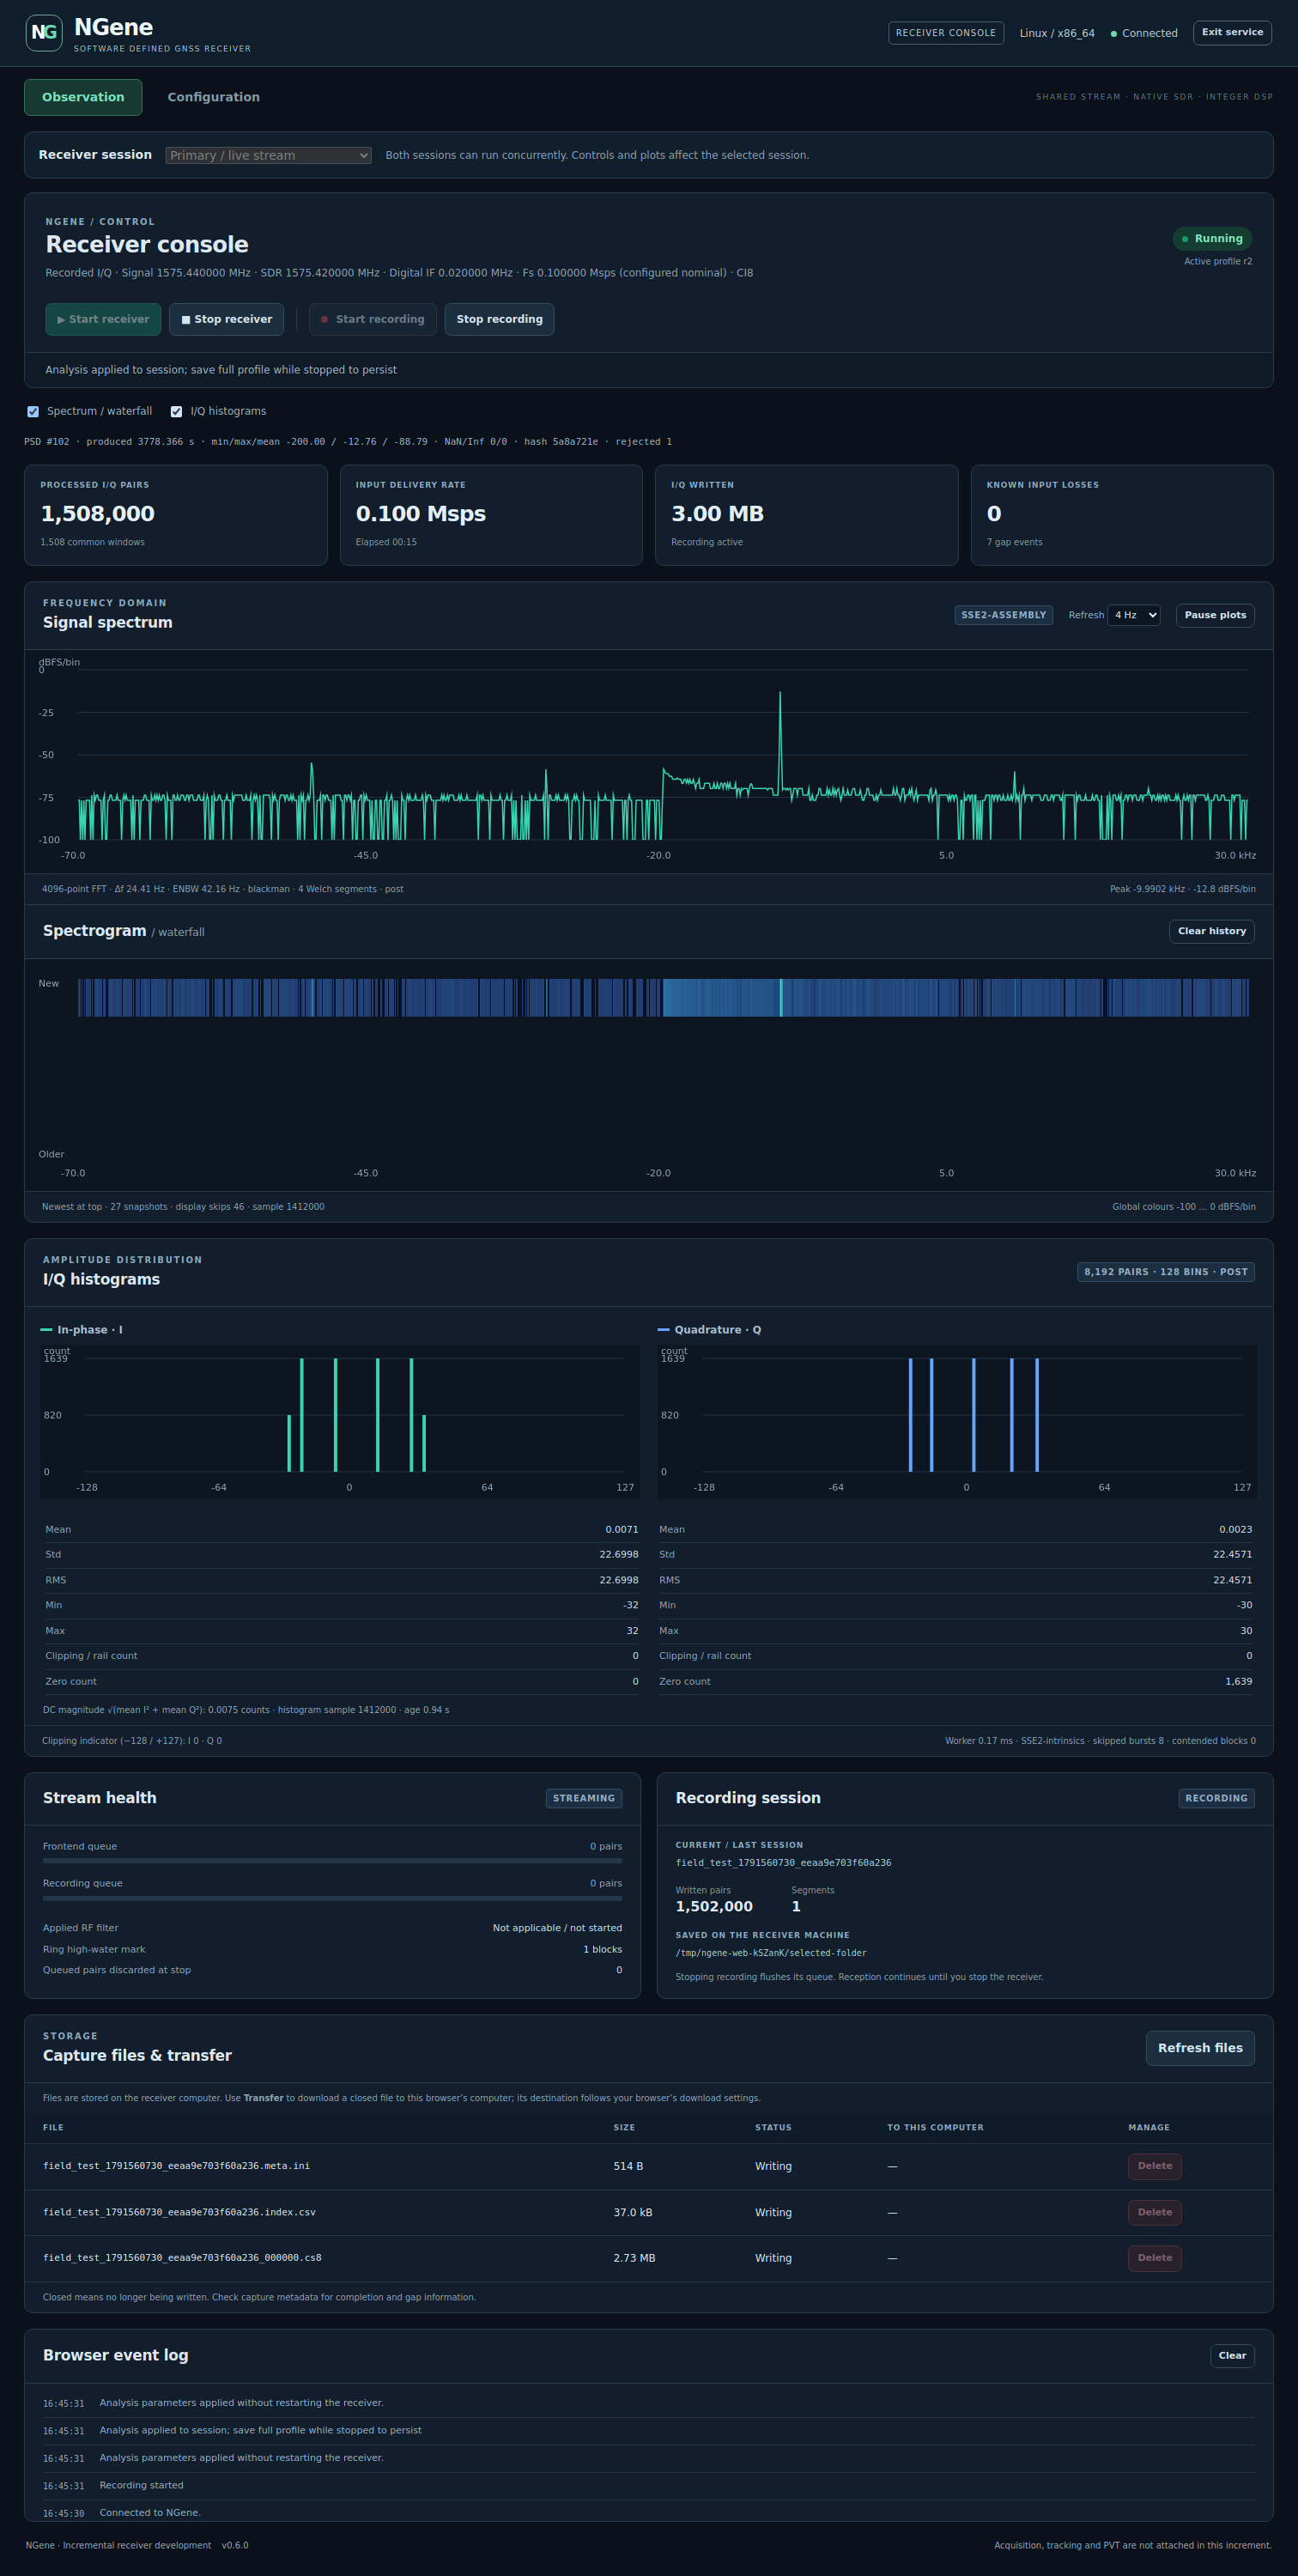 NG NGene
SOFTWARE DEFINED GNSS RECEIVER
RECEIVER CONSOLE Linux / x86_64 Connected Exit service
Observation Configuration
SHARED STREAM · NATIVE SDR · INTEGER DSP
Receiver session Primary / live stream Both sessions can run concurrently. Controls and plots affect the selected session.
NGENE / CONTROL
Receiver console
Recorded I/Q · Signal 1575.440000 MHz · SDR 1575.420000 MHz · Digital IF 0.020000 MHz · Fs 0.100000 Msps (configured nominal) · CI8
Running
Active profile r2
▶ Start receiver ■ Stop receiver Start recording Stop recording
Analysis applied to session; save full profile while stopped to persist
Spectrum / waterfall I/Q histograms
PSD #102 · produced 3778.366 s · min/max/mean -200.00 / -12.76 / -88.79 · NaN/Inf 0/0 · hash 5a8a721e · rejected 1
PROCESSED I/Q PAIRS
1,508,000
1,508 common windows
INPUT DELIVERY RATE
0.100 Msps
Elapsed 00:15
I/Q WRITTEN
3.00 MB
Recording active
KNOWN INPUT LOSSES
0
7 gap events
FREQUENCY DOMAIN
Signal spectrum
SSE2-ASSEMBLY Refresh 4 Hz Pause plots
dBFS/bin
0
-25
-50
-75
-100
-70.0 -45.0 -20.0 5.0 30.0 kHz
4096-point FFT · Δf 24.41 Hz · ENBW 42.16 Hz · blackman · 4 Welch segments · post
Peak -9.9902 kHz · -12.8 dBFS/bin
Spectrogram / waterfall
Clear history
New
Older
-70.0 -45.0 -20.0 5.0 30.0 kHz
Newest at top · 27 snapshots · display skips 46 · sample 1412000
Global colours -100 … 0 dBFS/bin
AMPLITUDE DISTRIBUTION
I/Q histograms
8,192 PAIRS · 128 BINS · POST
In-phase · I
count
1639
820
0
-128 -64 0 64 127
Mean 0.0071
Std 22.6998
RMS 22.6998
Min -32
Max 32
Clipping / rail count 0
Zero count 0
Quadrature · Q
count
1639
820
0
-128 -64 0 64 127
Mean 0.0023
Std 22.4571
RMS 22.4571
Min -30
Max 30
Clipping / rail count 0
Zero count 1,639
DC magnitude √(mean I² + mean Q²): 0.0075 counts · histogram sample 1412000 · age 0.94 s
Clipping indicator (−128 / +127): I 0 · Q 0
Worker 0.17 ms · SSE2-intrinsics · skipped bursts 8 · contended blocks 0
Stream health
STREAMING
Frontend queue 0 pairs
Recording queue 0 pairs
Applied RF filter Not applicable / not started
Ring high-water mark 1 blocks
Queued pairs discarded at stop 0
Recording session
RECORDING
CURRENT / LAST SESSION
field_test_1791560730_eeaa9e703f60a236
Written pairs Segments
1,502,000 1
SAVED ON THE RECEIVER MACHINE
/tmp/ngene-web-kSZanK/selected-folder
Stopping recording flushes its queue. Reception continues until you stop the receiver.
STORAGE
Capture files & transfer
Refresh files
Files are stored on the receiver computer. Use Transfer to download a closed file to this browser's computer; its destination follows your browser's download settings.
FILE SIZE STATUS TO THIS COMPUTER MANAGE
field_test_1791560730_eeaa9e703f60a236.meta.ini 514 B Writing — Delete
field_test_1791560730_eeaa9e703f60a236.index.csv 37.0 kB Writing — Delete
field_test_1791560730_eeaa9e703f60a236_000000.cs8 2.73 MB Writing — Delete
Closed means no longer being written. Check capture metadata for completion and gap information.
Browser event log
Clear
16:45:31 Analysis parameters applied without restarting the receiver.
16:45:31 Analysis applied to session; save full profile while stopped to persist
16:45:31 Analysis parameters applied without restarting the receiver.
16:45:31 Recording started
16:45:30 Connected to NGene.
NGene · Incremental receiver development v0.6.0
Acquisition, tracking and PVT are not attached in this increment.